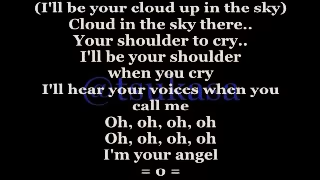 (I'll be your cloud up in the sky)
Cloud in the sky there..
Your shoulder to cry..
I'll be your shoulder
when you cry
I'll hear your voiccs when you
call me
Oh, oh, oh, oh
Oh, oh, oh, oh
I'm your angel
= o =
@tsukasa